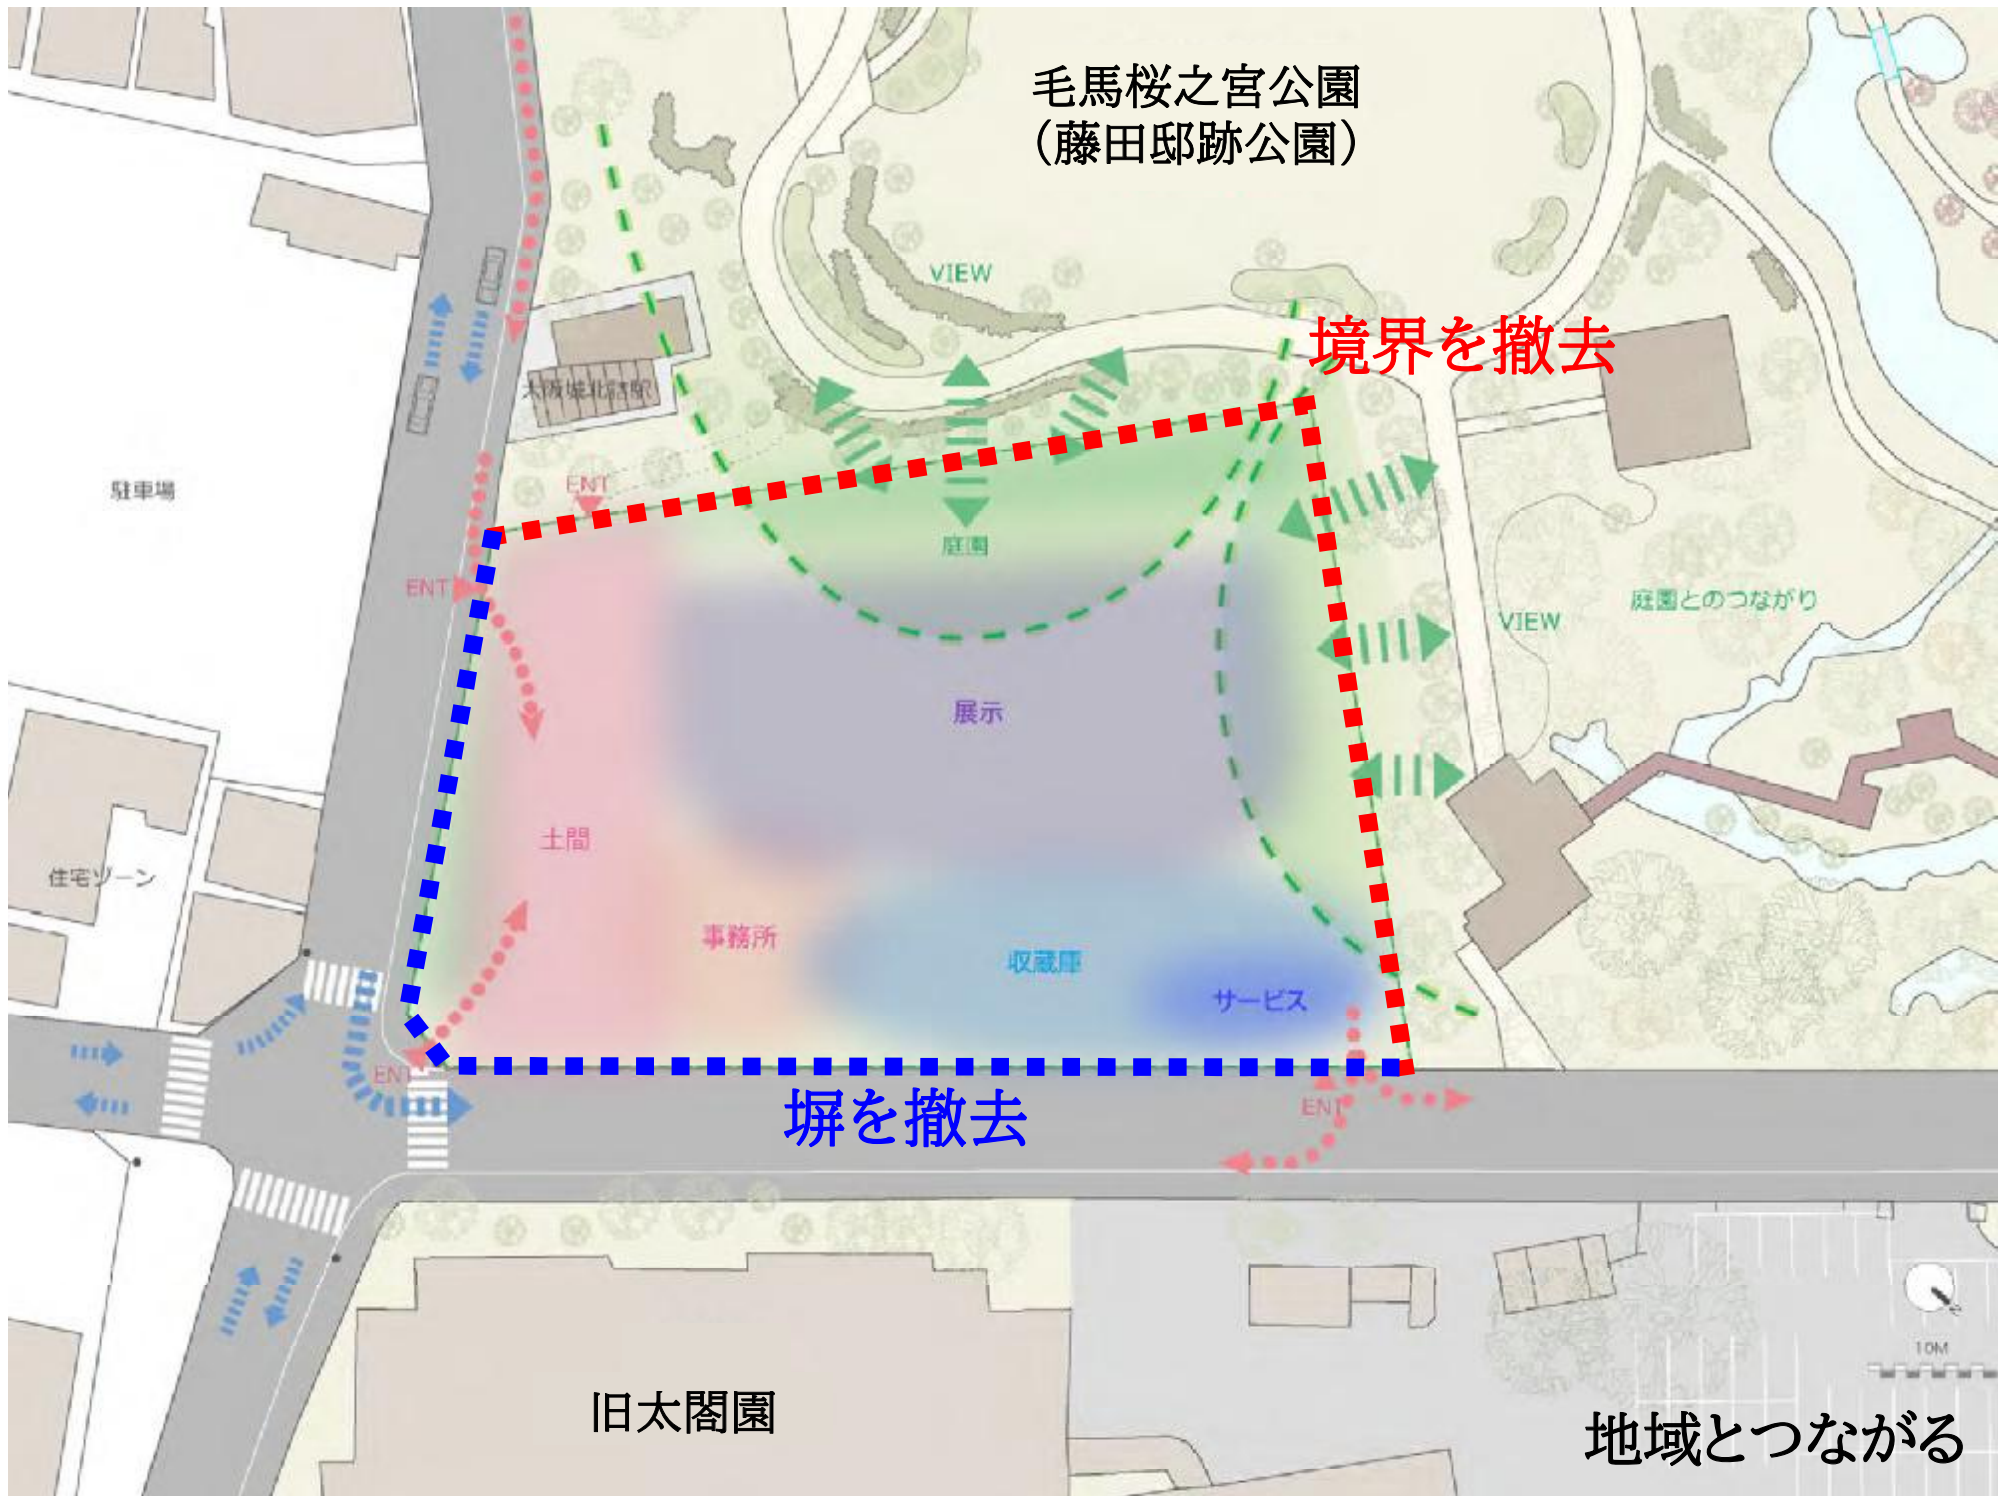 毛馬桜之宮公園
（藤田邸跡公園）
VIEW
境界を撤去
大阪城北詰駅
駐車場
ENT
庭園
ENT
庭園とのつながり
VIEW
展示
土間
住宅ゾーン
事務所
収蔵庫
サービス
ENT
塀を撤去
ENT
10M
旧太閤園
地域とつながる